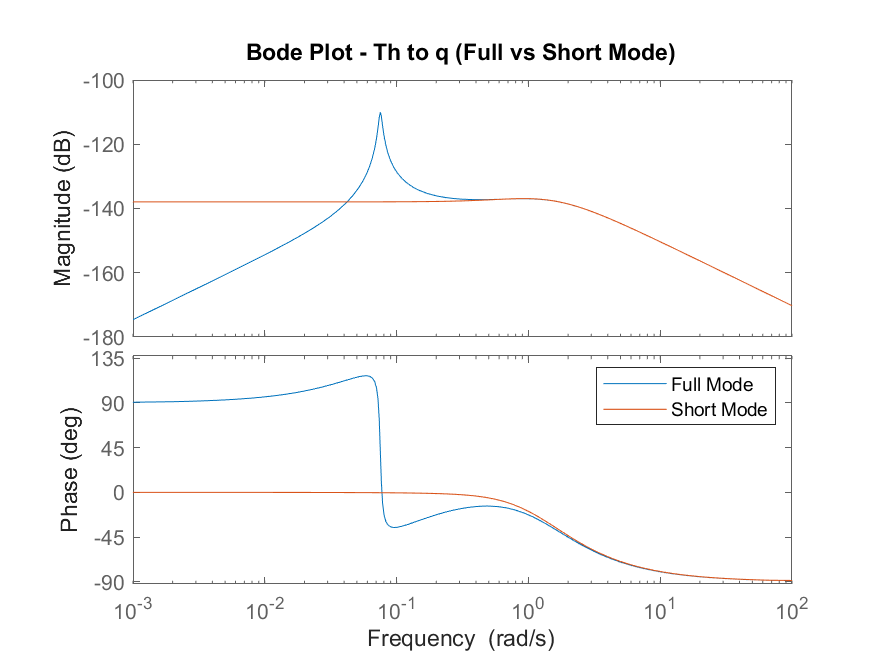 Bode Plot - Th to q (Full vs Short Mode)
-100
-120
-140
-160
-180
Magnitude (dB)
135
90
45
0
-45
-90
Phase (deg)
Full Mode
Short Mode
10^-3 10^-2 10^-1 10^0 10^1 10^2
Frequency (rad/s)